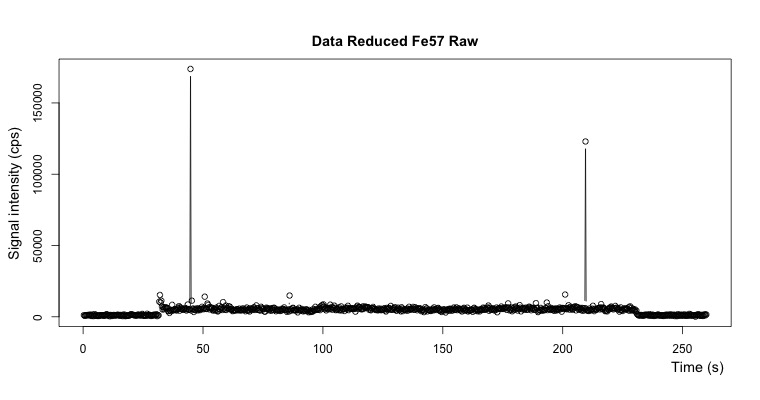 Data Reduced Fe57 Raw
Signal intensity (cps)
150000
100000
50000
0
0 50 100 150 200 250
Time (s)